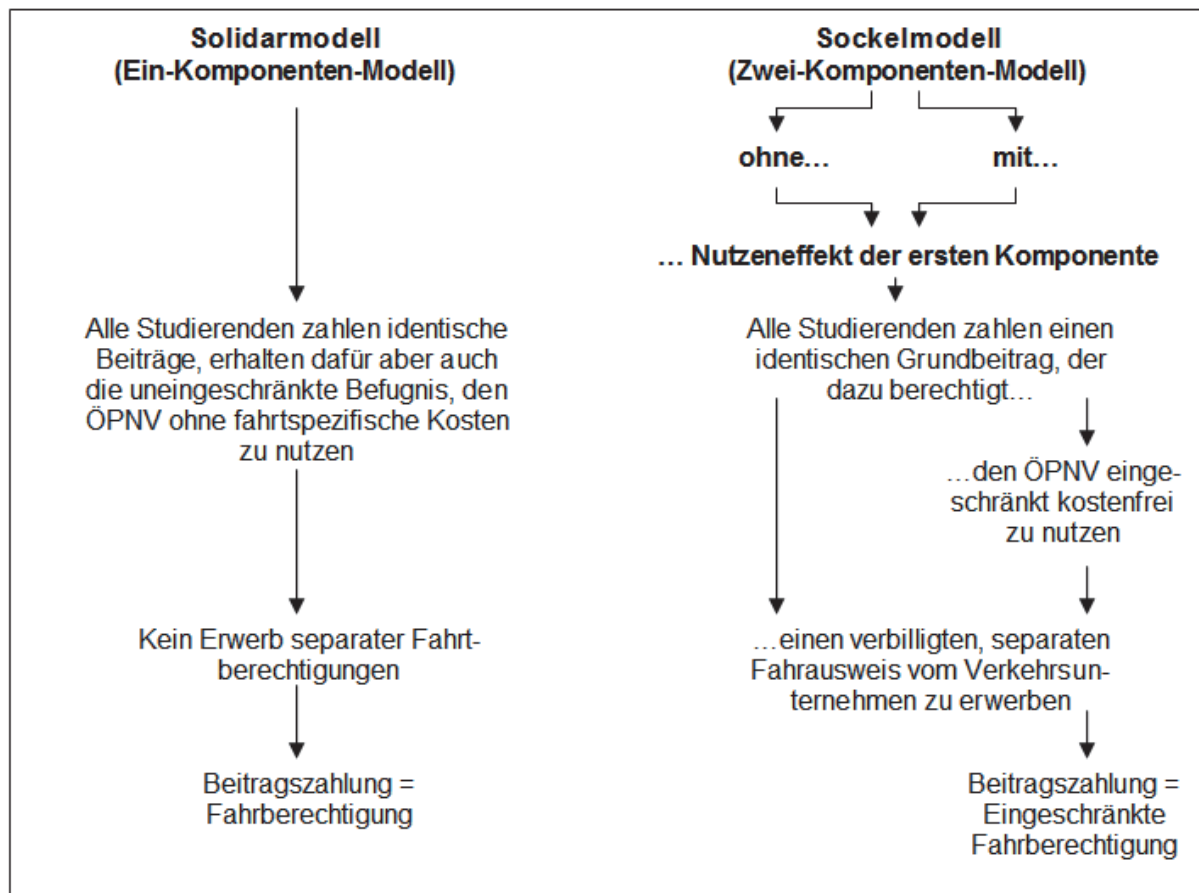 Solidarmodell
(Ein-Komponenten-Modell)
Alle Studierenden zahlen identische
Beiträge, erhalten dafür aber auch
die uneingeschränkte Befugnis, den
ÖPNV ohne fahrtspezifische Kosten
zu nutzen
Kein Erwerb separater Fahrt-
berechtigungen
Beitragszahlung =
Fahrberechtigung
Sockelmodell
(Zwei-Komponenten-Modell)
ohne…
mit…
… Nutzeneffekt der ersten Komponente
Alle Studierenden zahlen einen
identischen Grundbeitrag, der
dazu berechtigt…
…den ÖPNV einge-
schränkt kostenfrei
zu nutzen
…einen verbilligten, separaten
Fahrausweis vom Verkehrsun-
ternehmen zu erwerben
Beitragszahlung =
Eingeschränkte
Fahrberechtigung